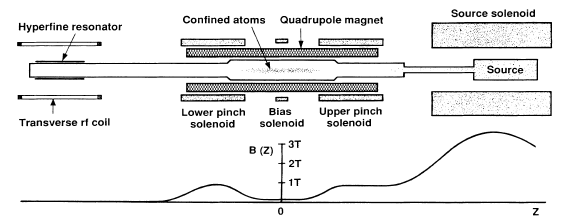 Source solenoid
Confined atoms
Quadrupole magnet
Hyperfine resonator
Source
Transverse rf coil
Lower pinch
solenoid
Bias
solenoid
Upper pinch
solenoid
B (Z)
3T
2T
1T
0
Z